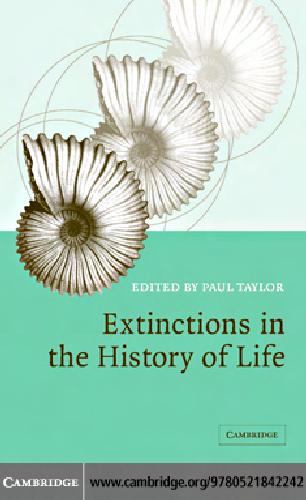 EDITED BY PAUL TAYLOR
Extinctions in
the History of Life
CAMBRIDGE
CAMBRIDGE www.cambridge.org/9780521842242